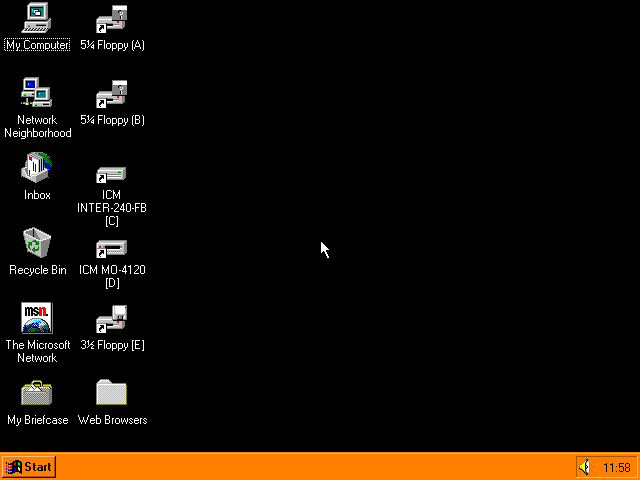 My Computer
5¼ Floppy (A)
Network
Neighborhood
5¼ Floppy (B)
Inbox
ICM
INTER-240-FB
[C]
Recycle Bin
ICM MO-4120
[D]
msn.
The Microsoft
Network
3½ Floppy [E]
My Briefcase
Web Browsers
Start
11:58